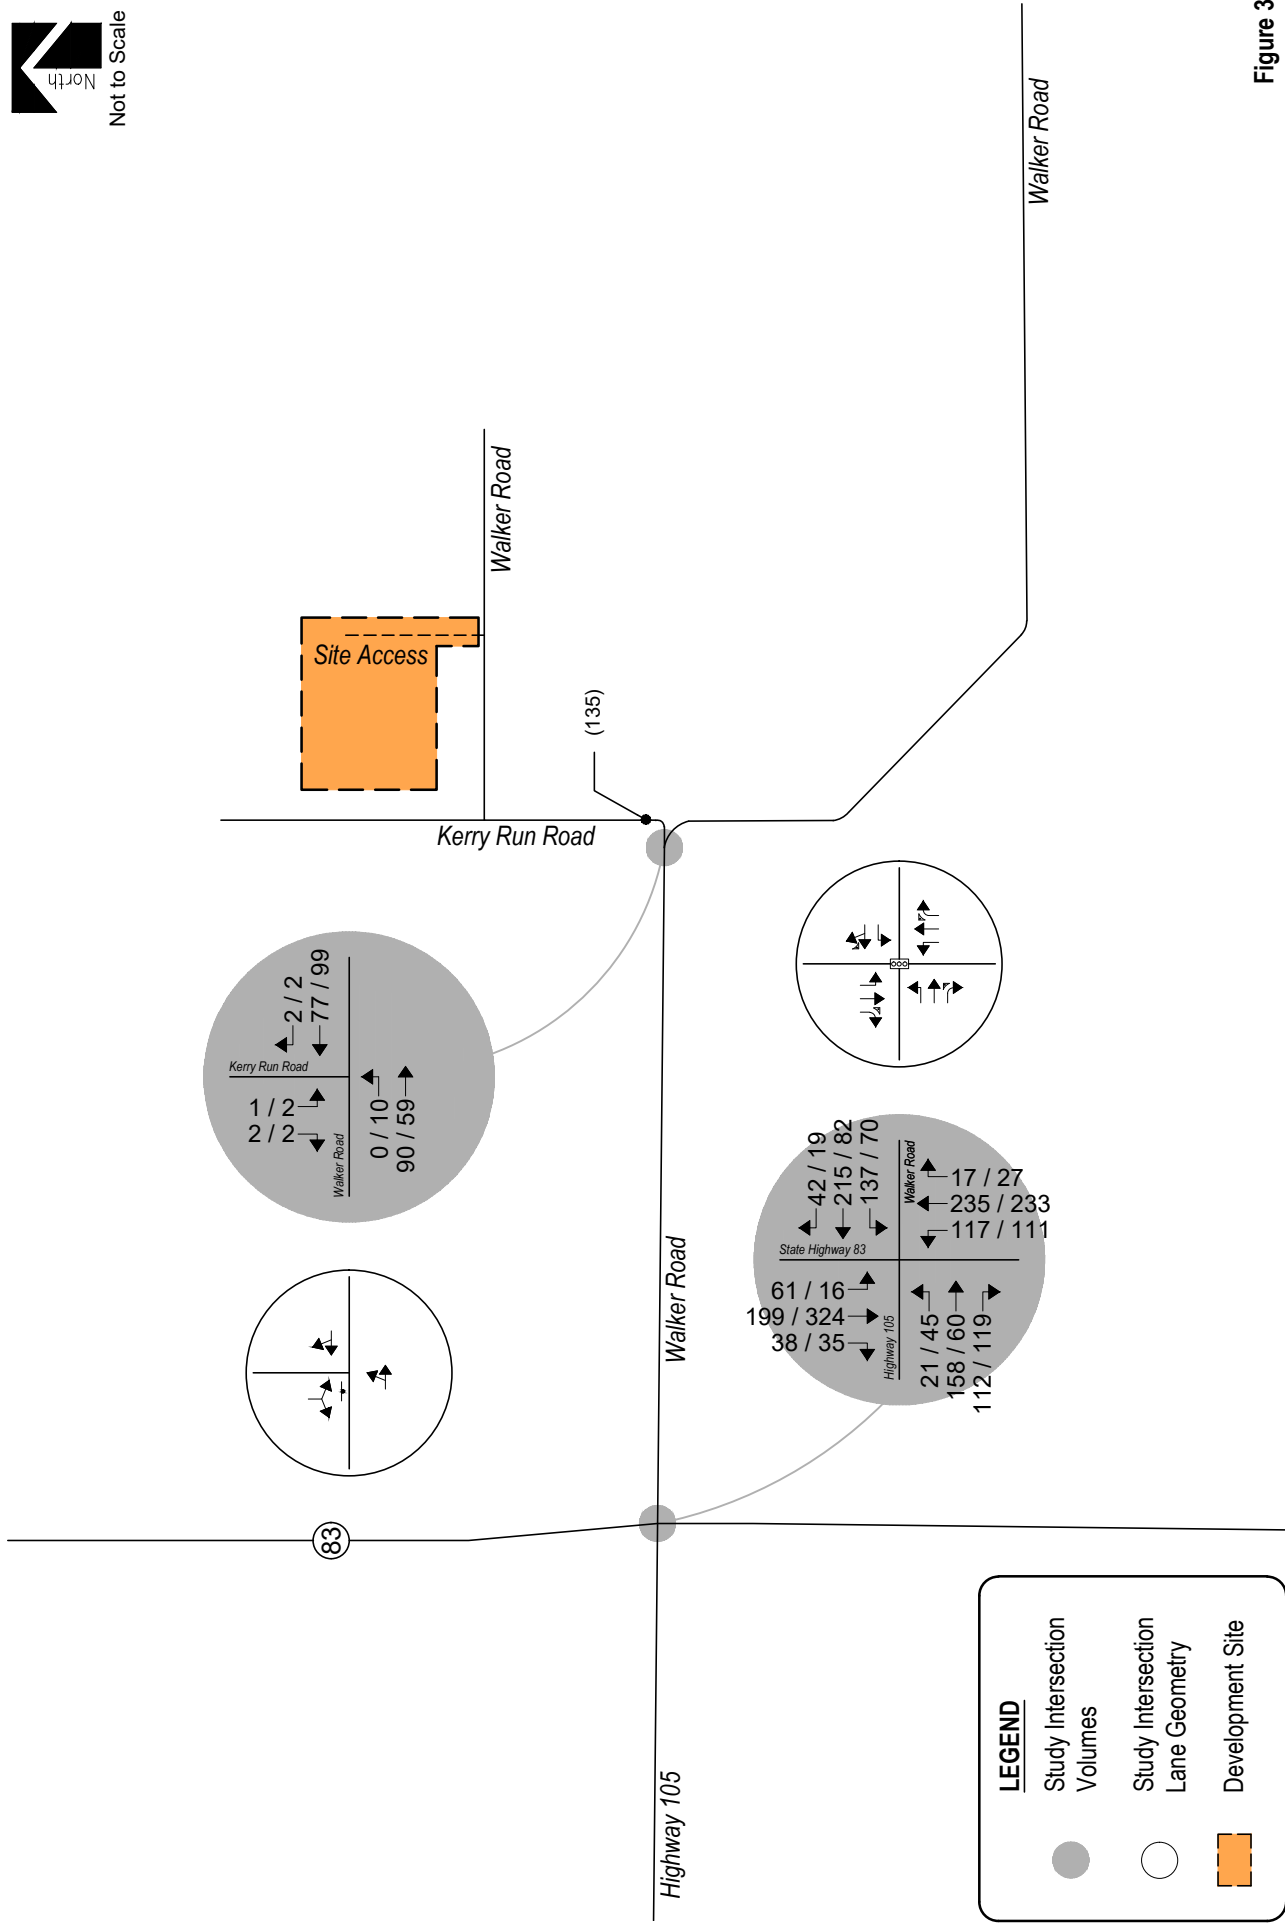 North
Not to Scale
Figure 3
Walker Road
Walker Road
Site Access
(135)
Kerry Run Road
2 / 2
77 / 99
Kerry Run Road
1 / 2
2 / 2
Walker Road
0 / 10
90 / 59
Walker Road
42 / 19
215 / 82
137 / 70
State Highway 83
Walker Road
17 / 27
235 / 233
117 / 111
61 / 16
199 / 324
38 / 35
Highway 105
21 / 45
158 / 60
112 / 119
83
Highway 105
LEGEND
Study Intersection
Volumes
Study Intersection
Lane Geometry
Development Site